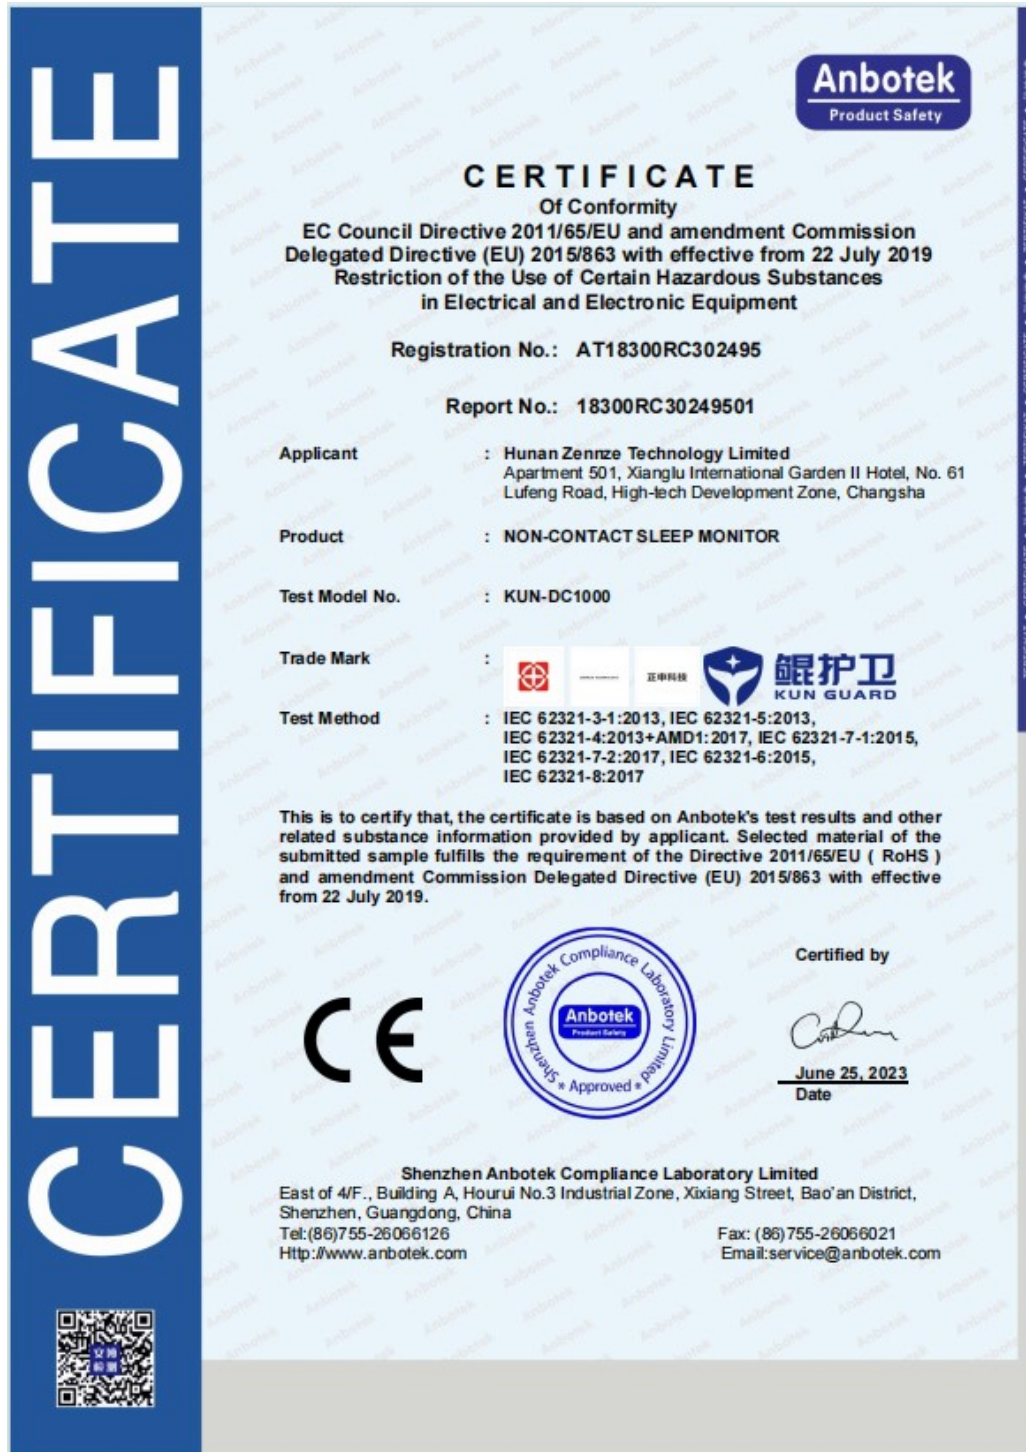 CERTIFICATE
Anbotek
Product Safety
CERTIFICATE
Of Conformity
EC Council Directive 2011/65/EU and amendment Commission
Delegated Directive (EU) 2015/863 with effective from 22 July 2019
Restriction of the Use of Certain Hazardous Substances
in Electrical and Electronic Equipment
Registration No.: AT18300RC302495
Report No.: 18300RC30249501
Applicant : Hunan Zennze Technology Limited
Apartment 501, Xianglu International Garden II Hotel, No. 61
Lufeng Road, High-tech Development Zone, Changsha
Product : NON-CONTACT SLEEP MONITOR
Test Model No. : KUN-DC1000
Trade Mark :
正申科技
鲲护卫
KUN GUARD
Test Method : IEC 62321-3-1:2013, IEC 62321-5:2013,
IEC 62321-4:2013+AMD1:2017, IEC 62321-7-1:2015,
IEC 62321-7-2:2017, IEC 62321-6:2015,
IEC 62321-8:2017
This is to certify that, the certificate is based on Anbotek's test results and other
related substance information provided by applicant. Selected material of the
submitted sample fulfills the requirement of the Directive 2011/65/EU ( RoHS )
and amendment Commission Delegated Directive (EU) 2015/863 with effective
from 22 July 2019.
CE
Shenzhen Anbotek Compliance Laboratory Limited
Anbotek
Product Safety
* Approved *
Certified by
June 25, 2023
Date
Shenzhen Anbotek Compliance Laboratory Limited
East of 4/F., Building A, Hourui No.3 Industrial Zone, Xixiang Street, Bao'an District,
Shenzhen, Guangdong, China
Tel:(86)755-26066126 Fax: (86)755-26066021
Http://www.anbotek.com Email:service@anbotek.com
安博
检测